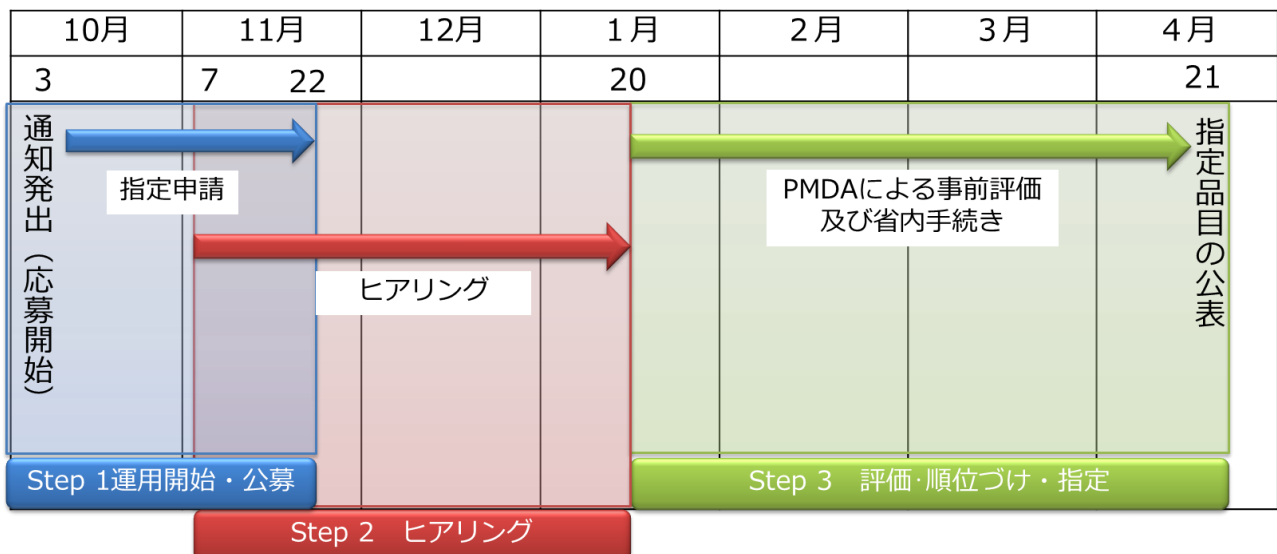 10月 11月 12月 1月 2月 3月 4月
3 7 22 20 21
通知発出（応募開始）
指定申請
ヒアリング
PMDAによる事前評価
及び省内手続き
指定品目の公表
Step 1運用開始・公募
Step 2　ヒアリング
Step 3　評価･順位づけ・指定